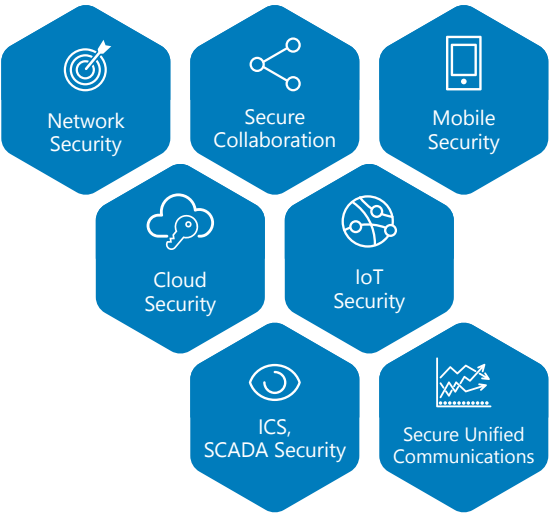 Network
Security
Secure
Collaboration
Mobile
Security
Cloud
Security
IoT
Security
ICS,
SCADA Security
Secure Unified
Communications